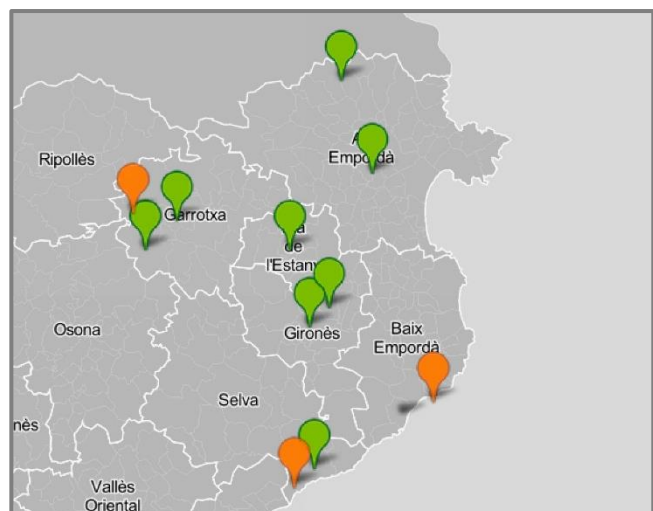 Ripollès
A
Empordà
Garrotxa
a
de
l'Estany
Osona
Gironès
Baix
Empordà
Selva
nès
Vallès
Oriental